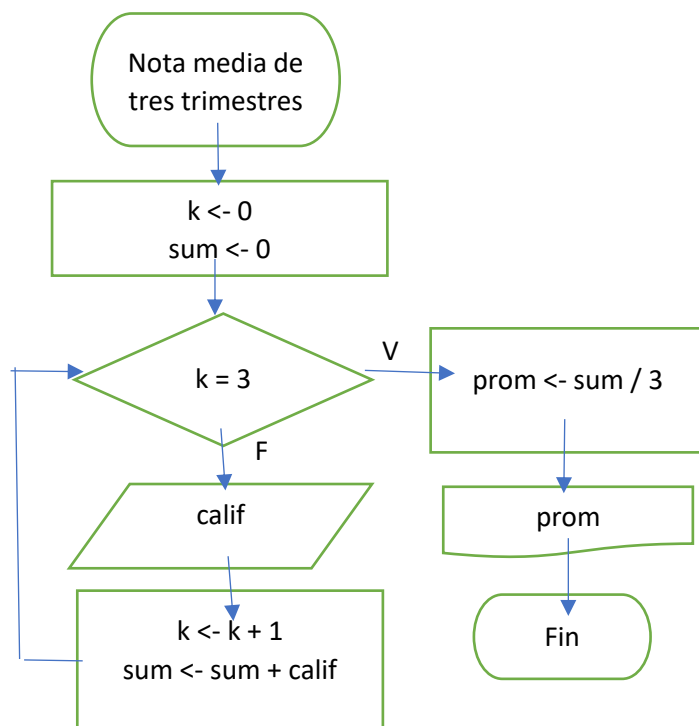 Nota media de
tres trimestres
k <- 0
sum <- 0
k = 3
V
prom <- sum / 3
F
calif
prom
k <- k + 1
sum <- sum + calif
Fin